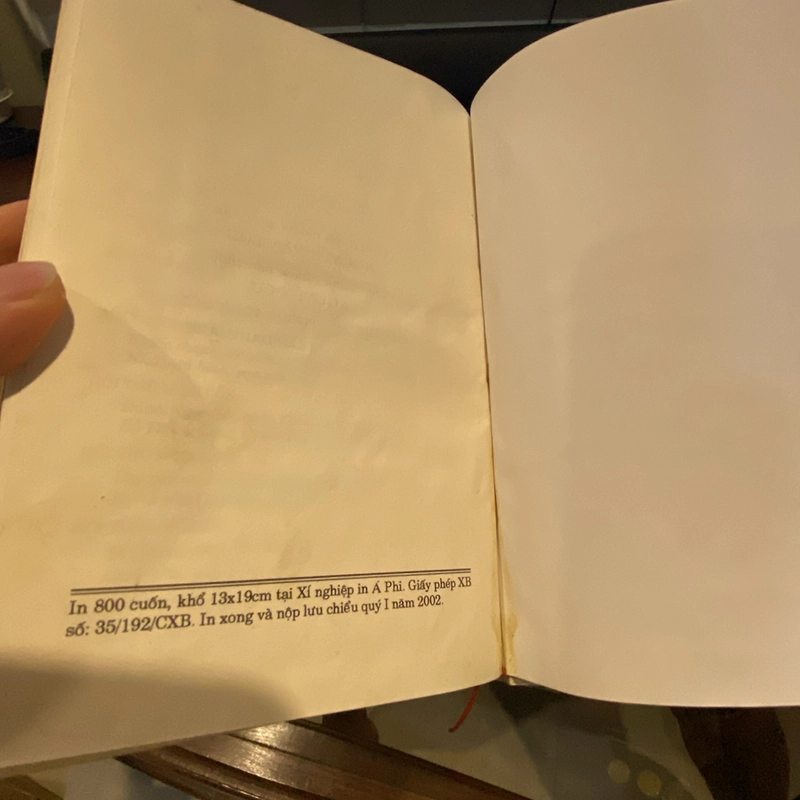 In 800 cuốn, khổ 13x19cm tại Xí nghiệp in Á Phi. Giấy phép XB
số: 35/192/CXB. In xong và nộp lưu chiểu quý I năm 2002.